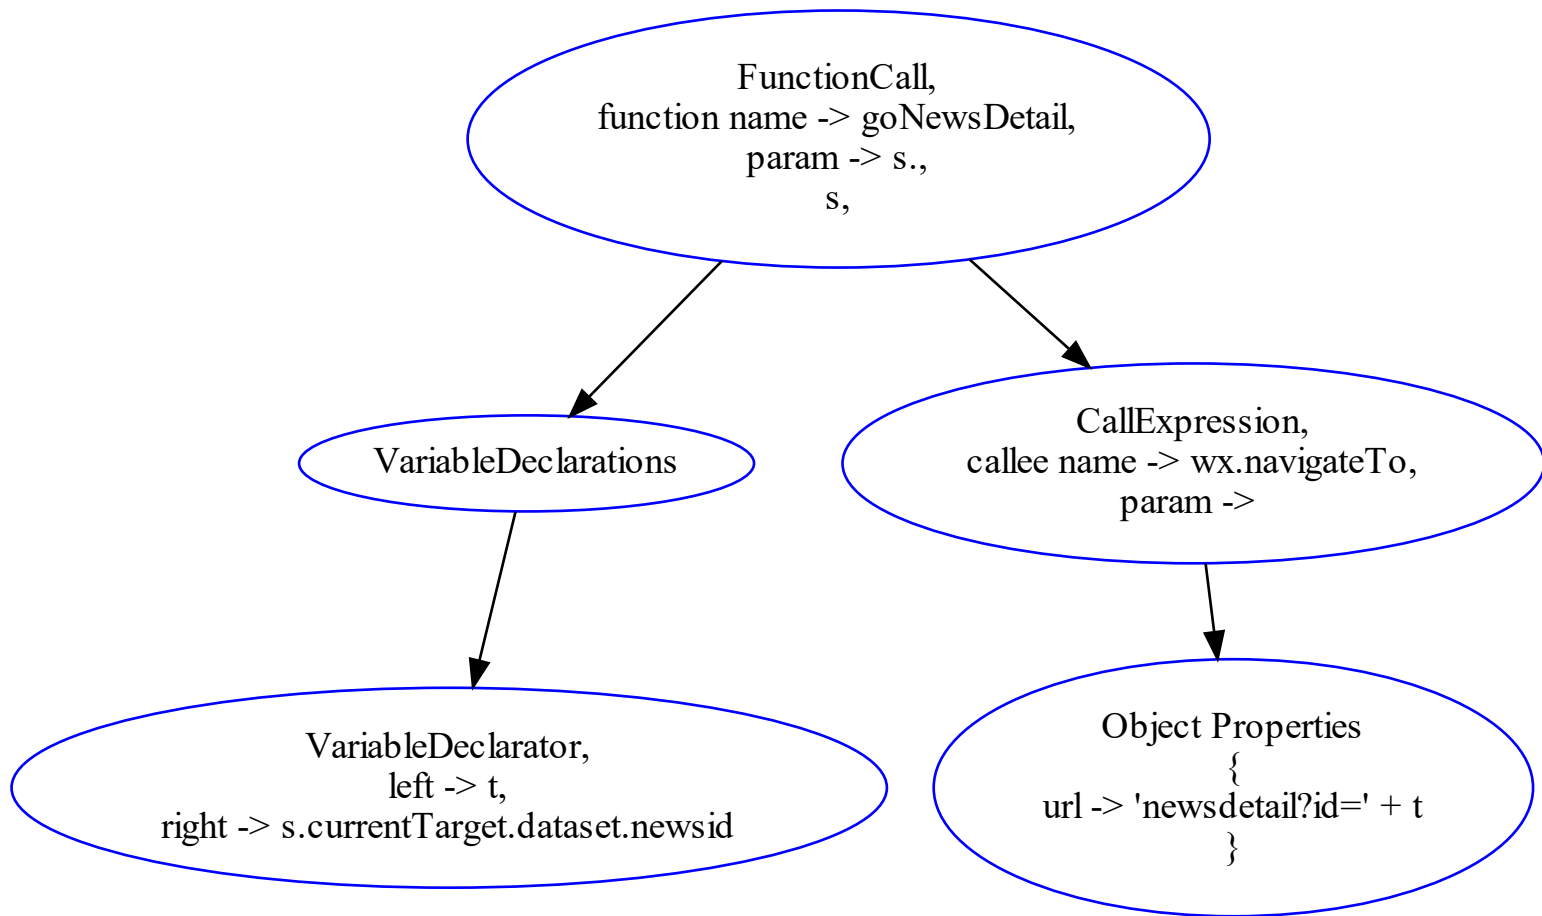 FunctionCall,
function name -> goNewsDetail,
param -> s.,
s,
VariableDeclarations
CallExpression,
callee name -> wx.navigateTo,
param ->
VariableDeclarator,
left -> t,
right -> s.currentTarget.dataset.newsid
Object Properties
{
url -> 'newsdetail?id=' + t
}